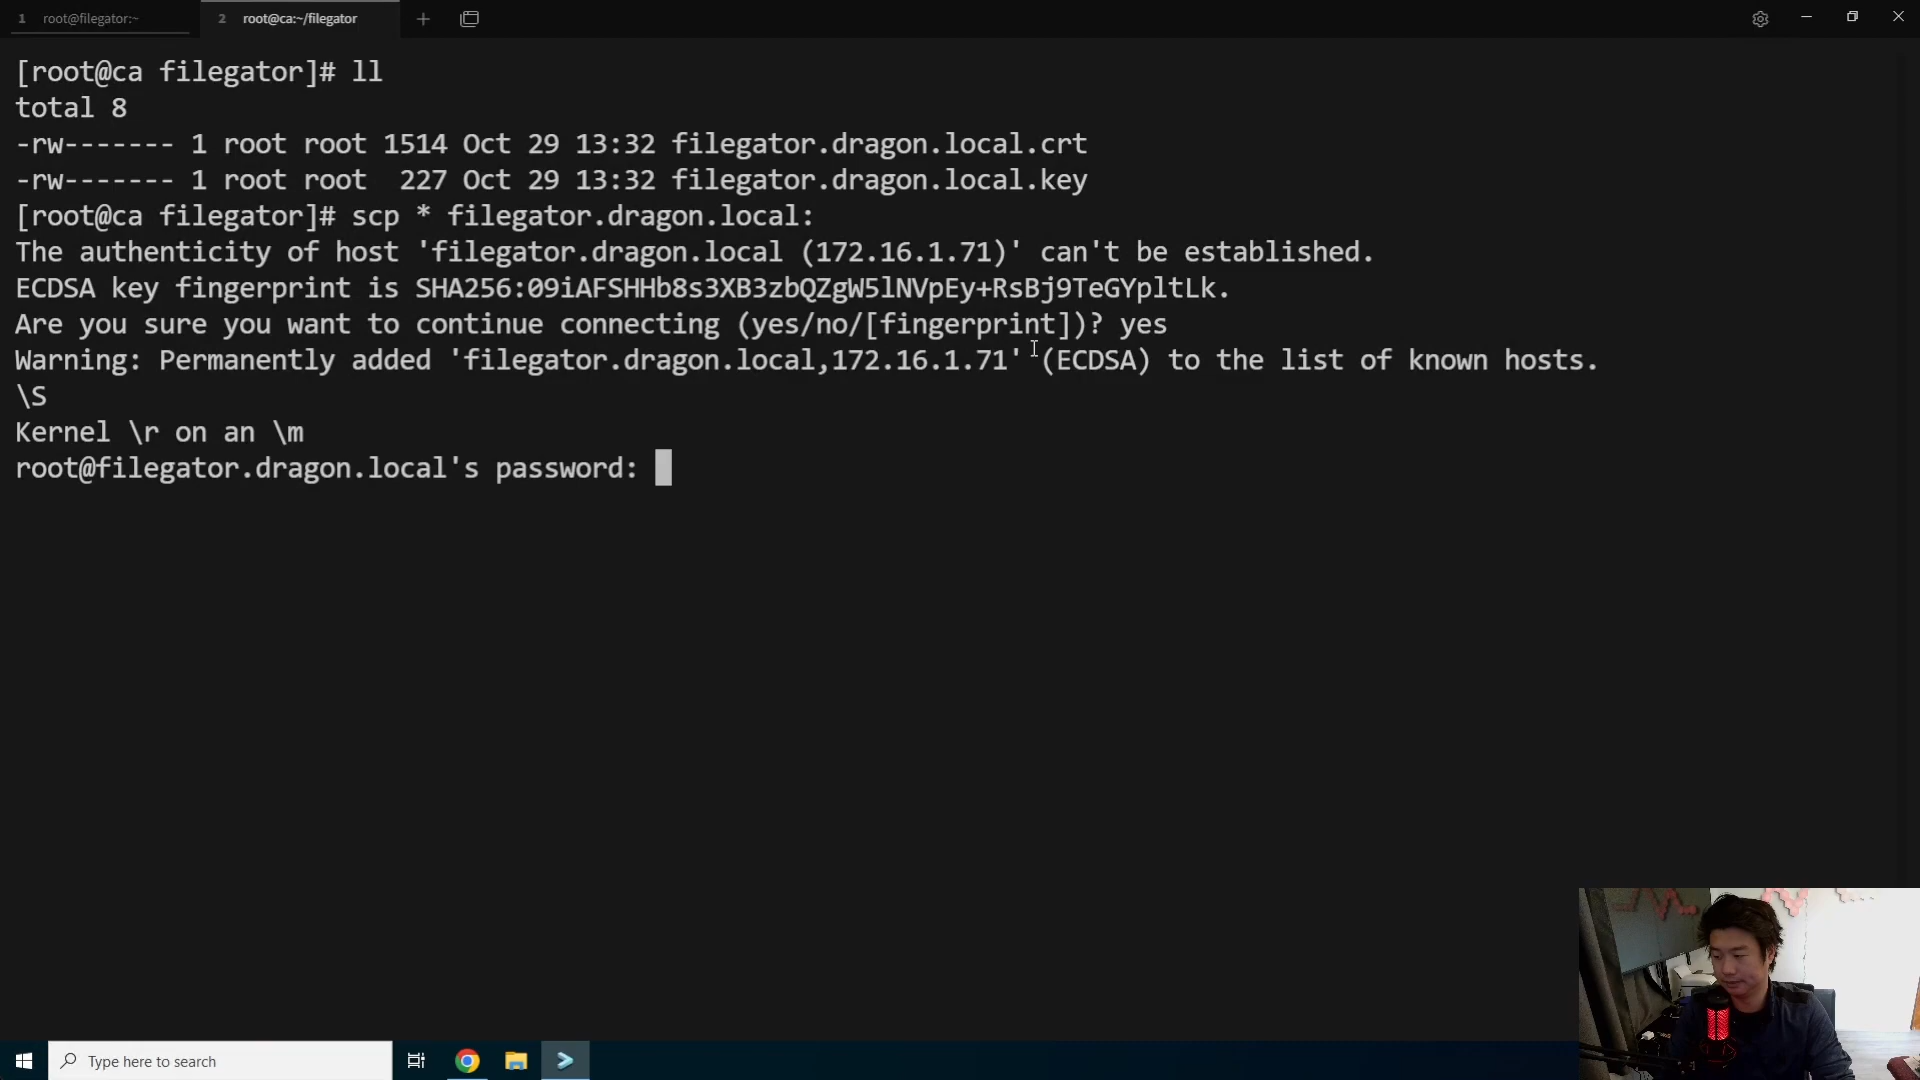 1 root@filegator:~
2 root@ca:~/filegator
[root@ca filegator]# ll
total 8
-rw------- 1 root root 1514 Oct 29 13:32 filegator.dragon.local.crt
-rw------- 1 root root  227 Oct 29 13:32 filegator.dragon.local.key
[root@ca filegator]# scp * filegator.dragon.local:
The authenticity of host 'filegator.dragon.local (172.16.1.71)' can't be established.
ECDSA key fingerprint is SHA256:09iAFSHHb8s3XB3zbQZgW5lNVpEy+RsBj9TeGYpltLk.
Are you sure you want to continue connecting (yes/no/[fingerprint])? yes
Warning: Permanently added 'filegator.dragon.local,172.16.1.71' (ECDSA) to the list of known hosts.
\S
Kernel \r on an \m
root@filegator.dragon.local's password:
Type here to search